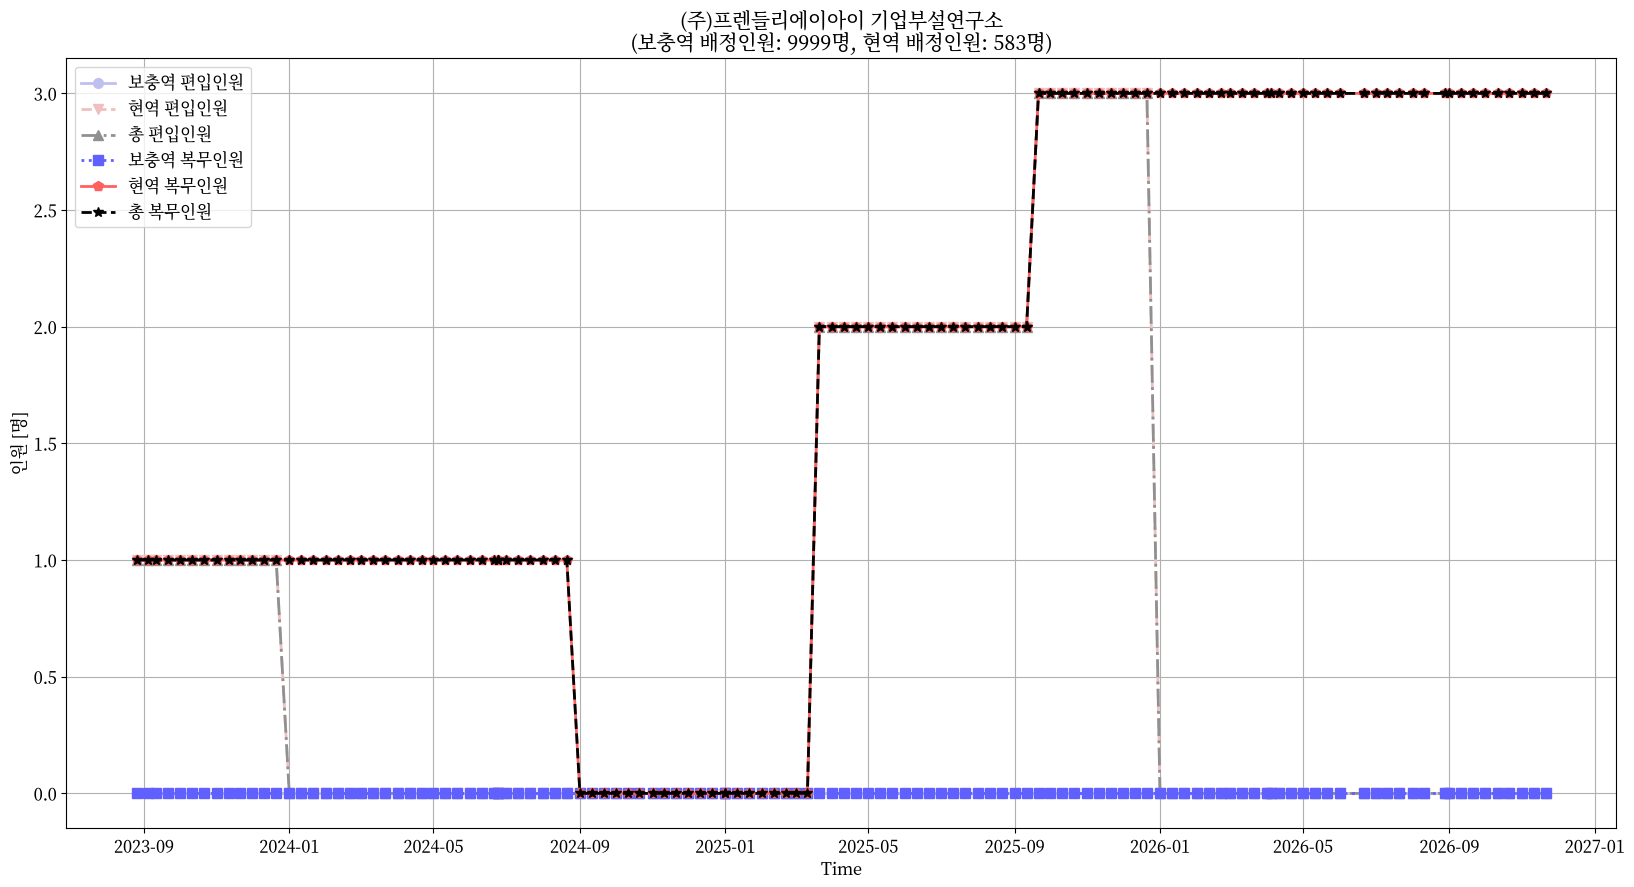 (주)프렌들리에이아이 기업부설연구소
(보충역 배정인원: 9999명, 현역 배정인원: 583명)
보충역 편입인원
현역 편입인원
총 편입인원
보충역 복무인원
현역 복무인원
총 복무인원
인원 [명]
3.0
2.5
2.0
1.5
1.0
0.5
0.0
2023-09
2024-01
2024-05
2024-09
2025-01
2025-05
2025-09
2026-01
2026-05
2026-09
2027-01
Time